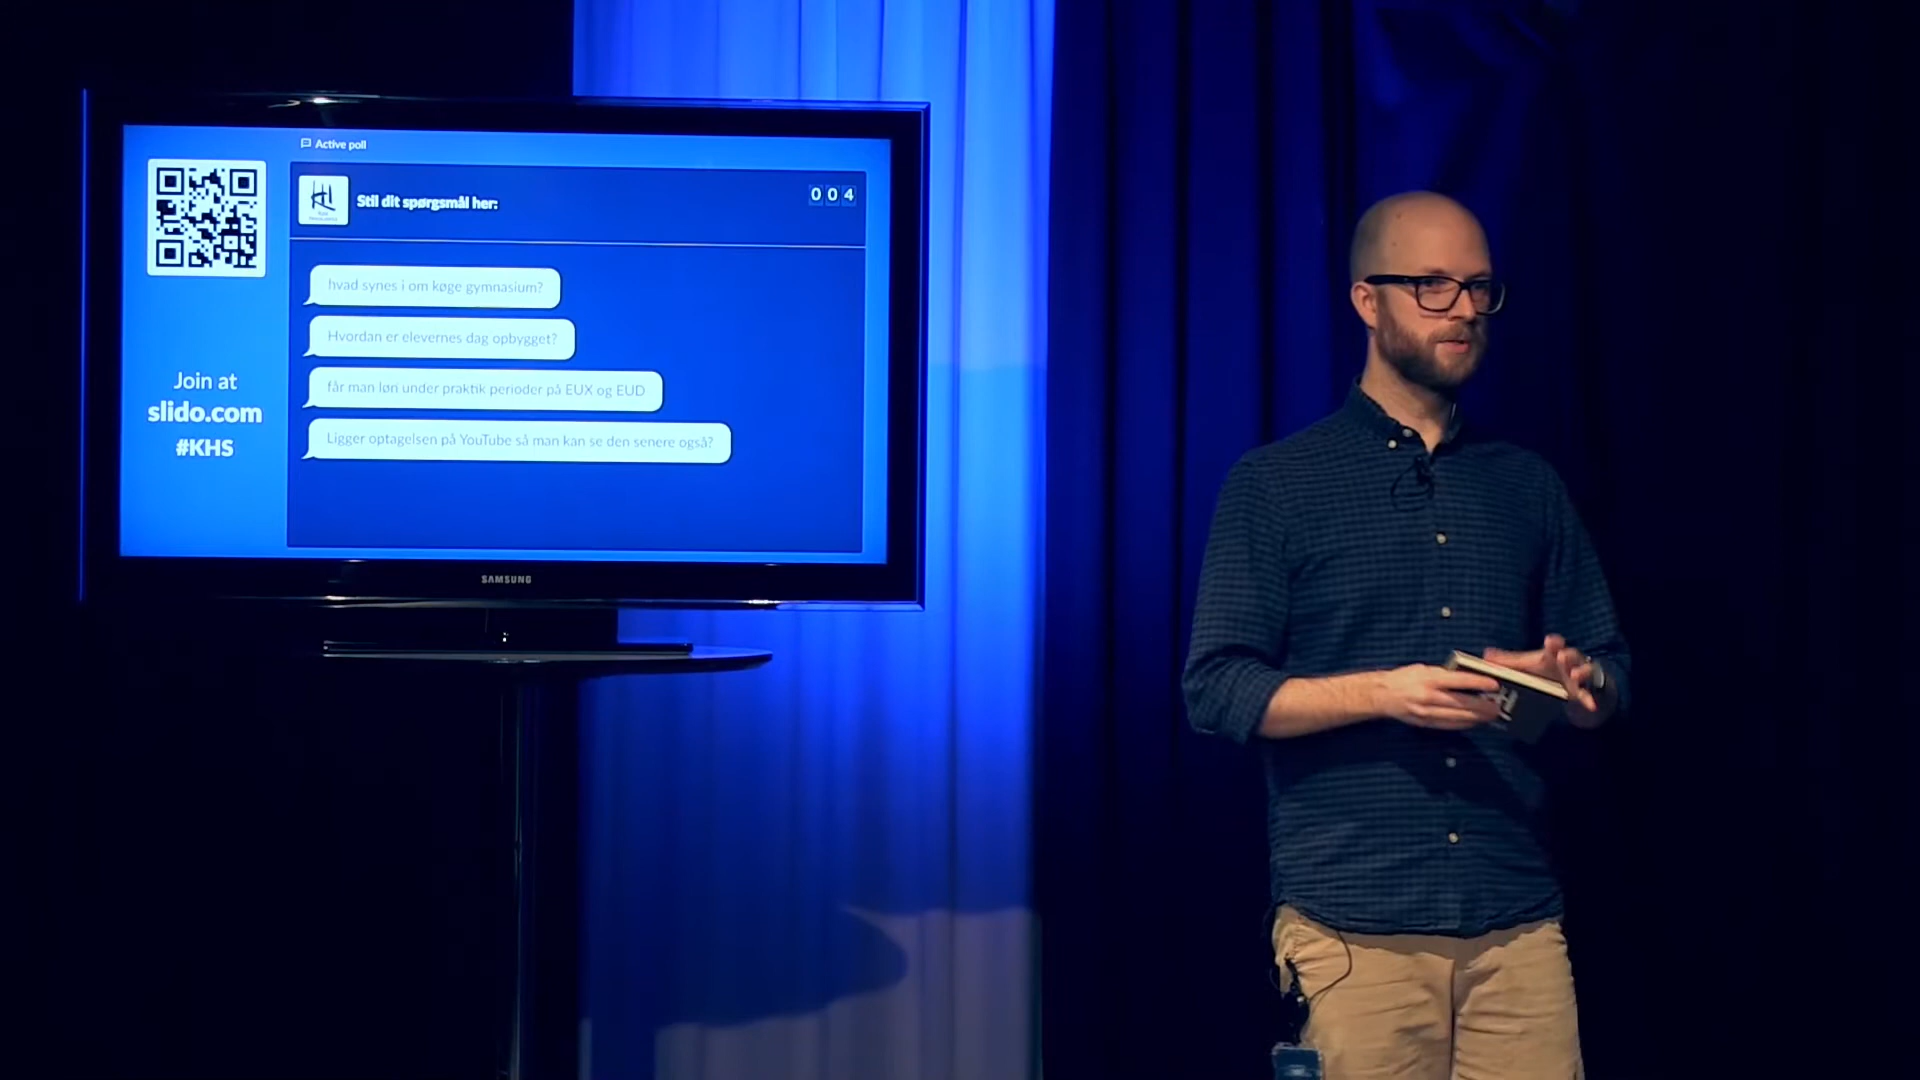 Active poll
Stil dit spørgsmål her:
004
hvad synes i om køge gymnasium?
Hvordan er elevernes dag opbygget?
får man løn under praktik perioder på EUX og EUD
Ligger optagelsen på YouTube så man kan se den senere også?
Join at
slido.com
#KHS
SAMSUNG